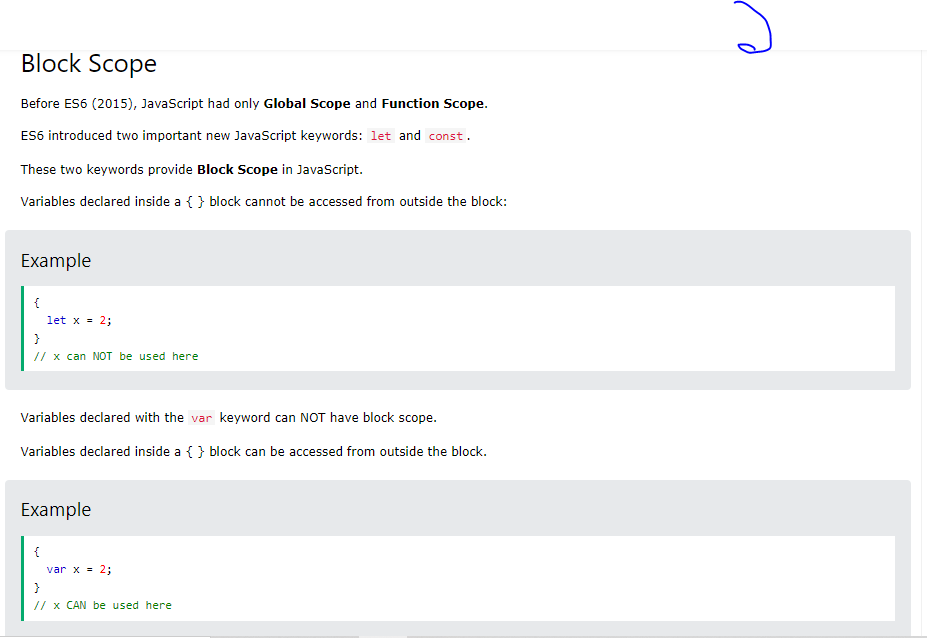 Block Scope
Before ES6 (2015), JavaScript had only Global Scope and Function Scope.
ES6 introduced two important new JavaScript keywords: let and const.
These two keywords provide Block Scope in JavaScript.
Variables declared inside a { } block cannot be accessed from outside the block:
Example
{
  let x = 2;
}
// x can NOT be used here
Variables declared with the var keyword can NOT have block scope.
Variables declared inside a { } block can be accessed from outside the block.
Example
{
  var x = 2;
}
// x CAN be used here